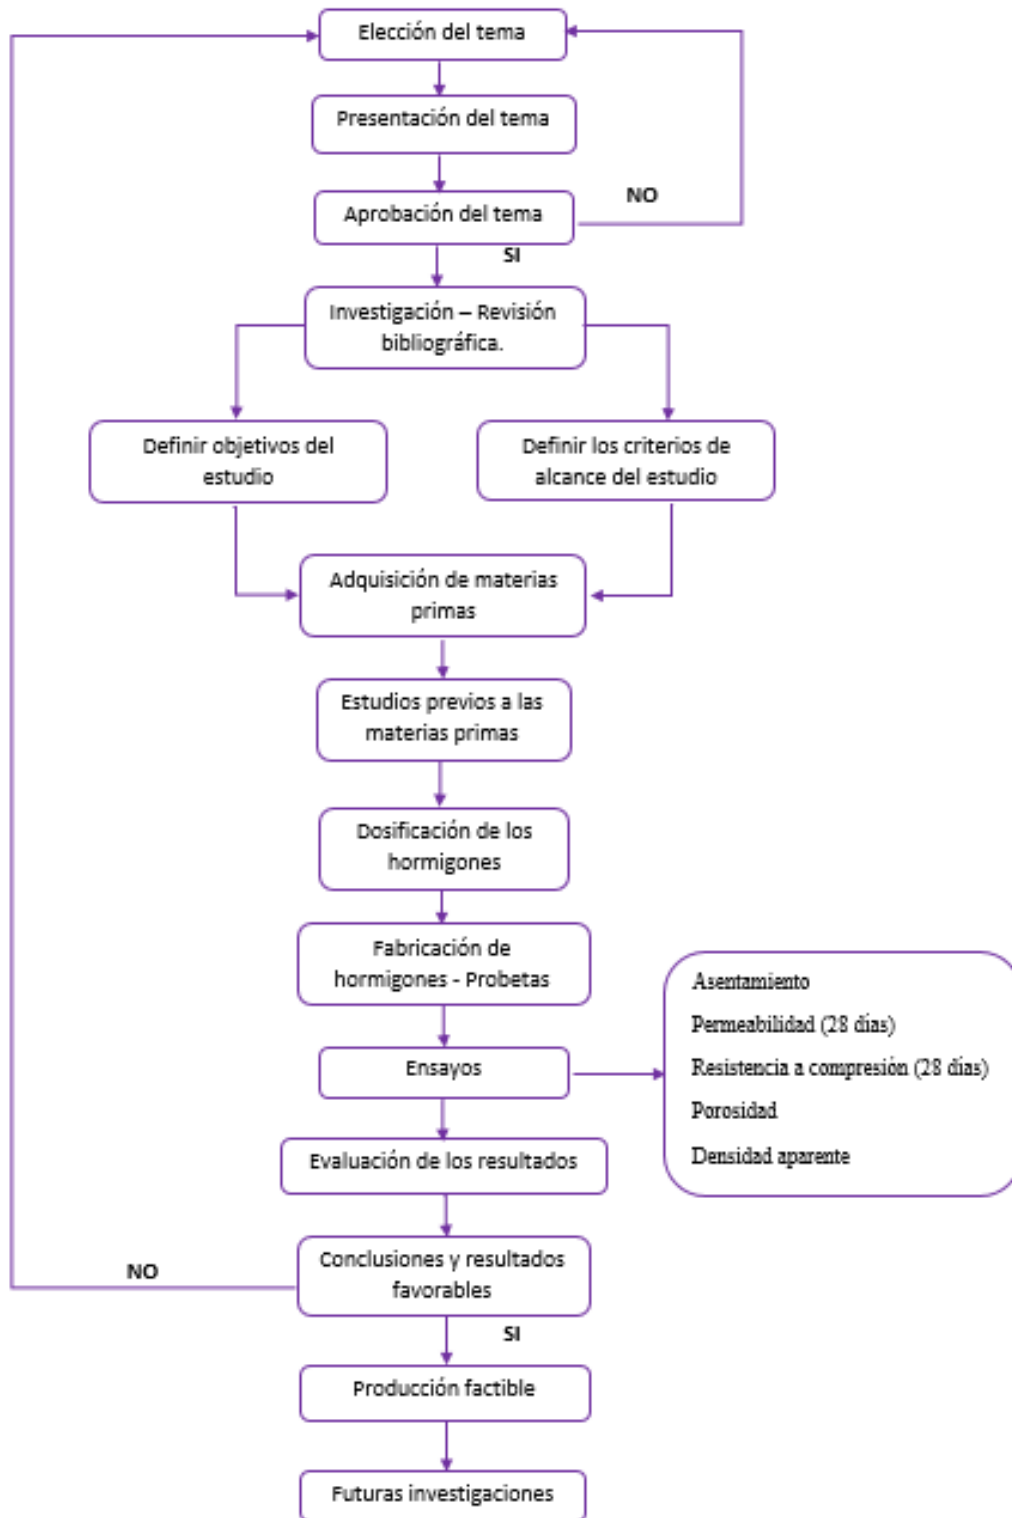 Elección del tema
Presentación del tema
Aprobación del tema
NO
SI
Investigación – Revisión
bibliográfica.
Definir objetivos del
estudio
Definir los criterios de
alcance del estudio
Adquisición de materias
primas
Estudios previos a las
materias primas
Dosificación de los
hormigones
Fabricación de
hormigones - Probetas
Ensayos
Asentamiento
Permeabilidad (28 días)
Resistencia a compresión (28 días)
Porosidad
Densidad aparente
Evaluación de los resultados
Conclusiones y resultados
favorables
NO
SI
Producción factible
Futuras investigaciones